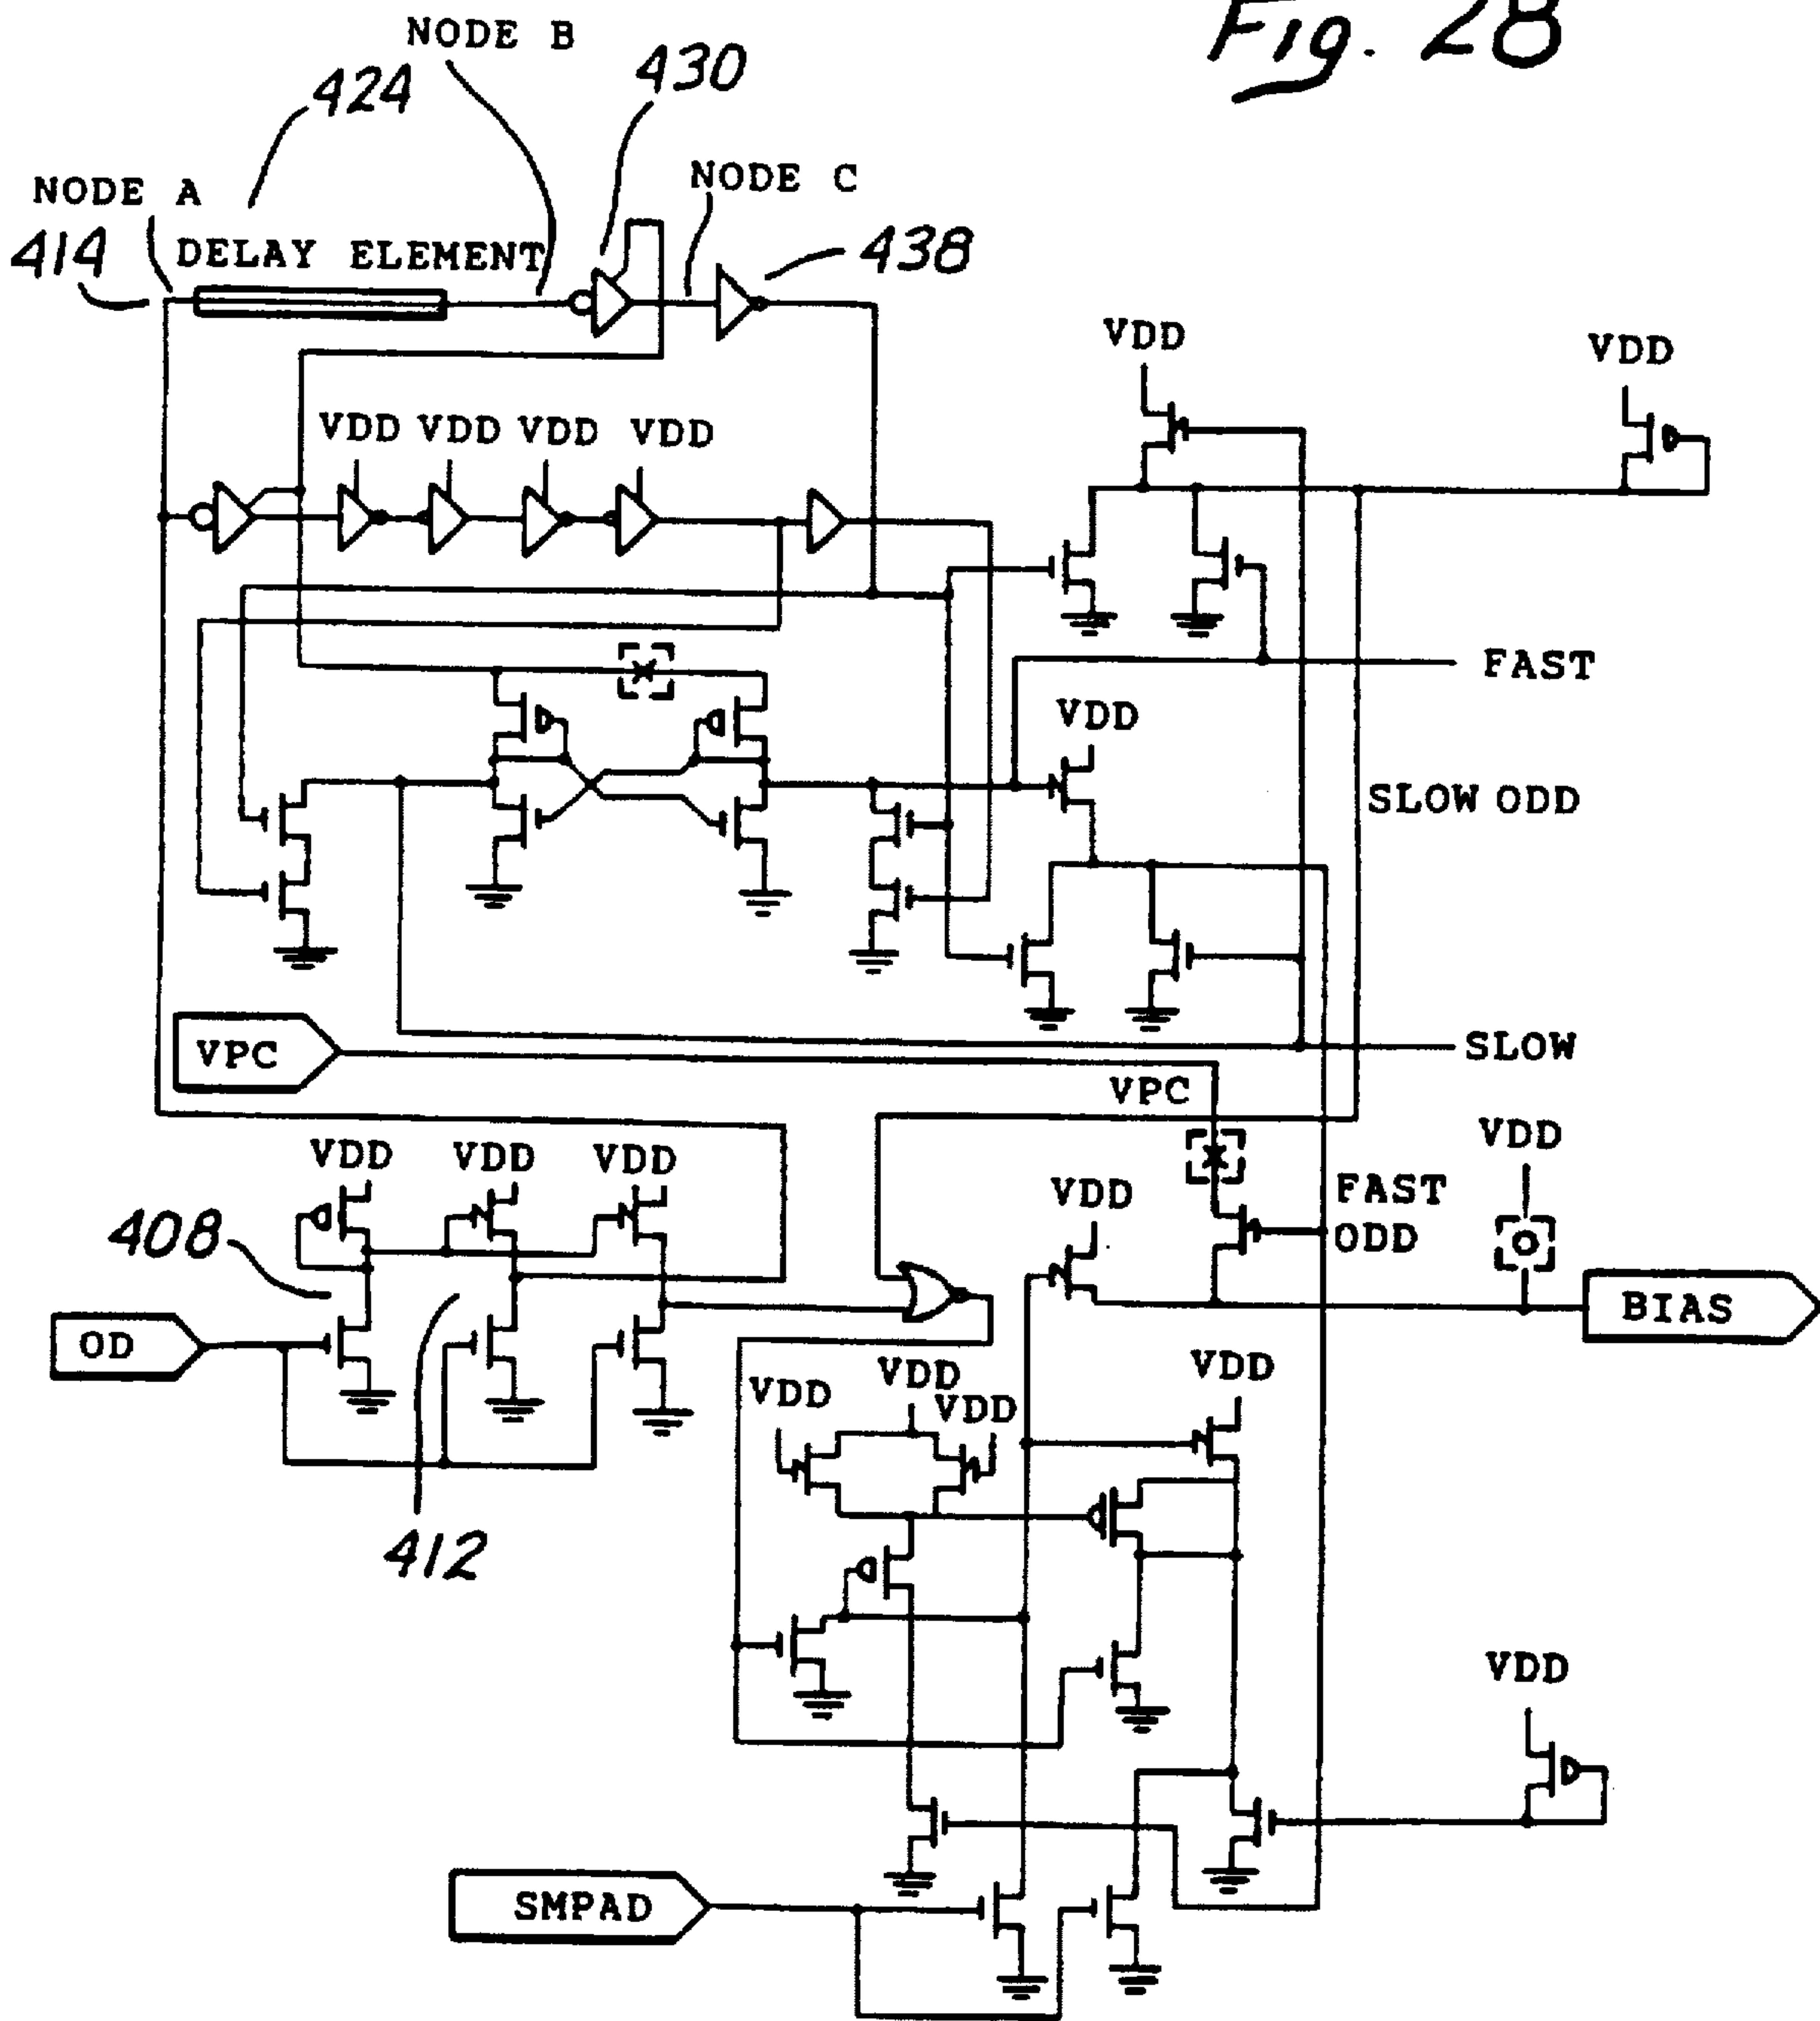 Fig. 28
NODE B
430
424
NODE A
NODE C
414
DELAY ELEMENT
438
VDD
VDD
VDD VDD VDD VDD
FAST
VDD
SLOW ODD
VPC
SLOW
VPC
VDD
VDD VDD VDD
VDD
FAST
ODD
408
BIAS
OD
VDD
VDD
VDD
VDD
412
VDD
SMPAD